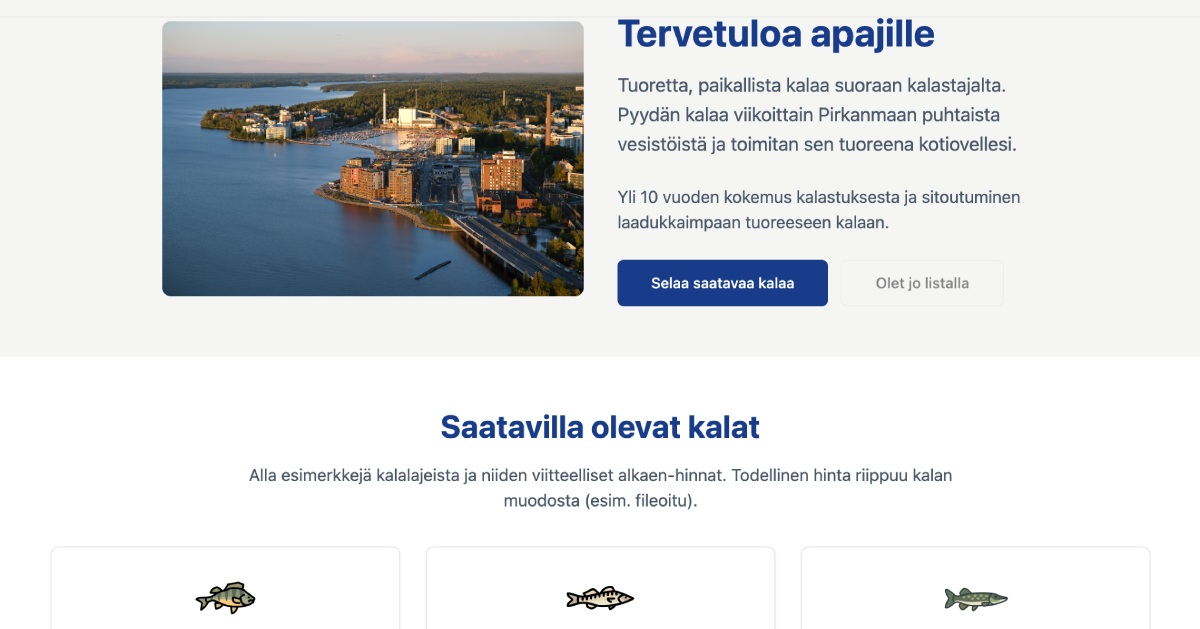 Tervetuloa apajille
Tuoretta, paikallista kalaa suoraan kalastajalta.
Pyydän kalaa viikoittain Pirkanmaan puhtaista
vesistöistä ja toimitan sen tuoreena kotiovellesi.
Yli 10 vuoden kokemus kalastuksesta ja sitoutuminen
laadukkaimpaan tuoreeseen kalaan.
Selaa saatavaa kalaa
Olet jo listalla
Saatavilla olevat kalat
Alla esimerkkejä kalalajeista ja niiden viitteelliset alkaen-hinnat. Todellinen hinta riippuu kalan
muodosta (esim. fileoitu).